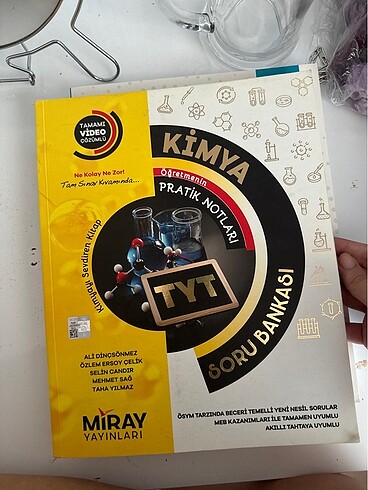 TAMAMI
VİDEO
ÇÖZÜMLÜ
Ne Kolay Ne Zor!
Tam Sınav Kıvamında...
KİMYA
Öğretmenin
PRATİK NOTLARI
Kimyayı Sevdiren Kitap
TYT
SORU BANKASI
ALİ DİNÇSÖNMEZ
ÖZLEM ERSOY ÇELİK
SELİN CANDIR
MEHMET SAĞ
TAHA YILMAZ
MİRAY
YAYINLARI
ÖSYM TARZINDA BECERİ TEMELLİ YENİ NESİL SORULAR
MEB KAZANIMLARI İLE TAMAMEN UYUMLU
AKILLI TAHTAYA UYUMLU